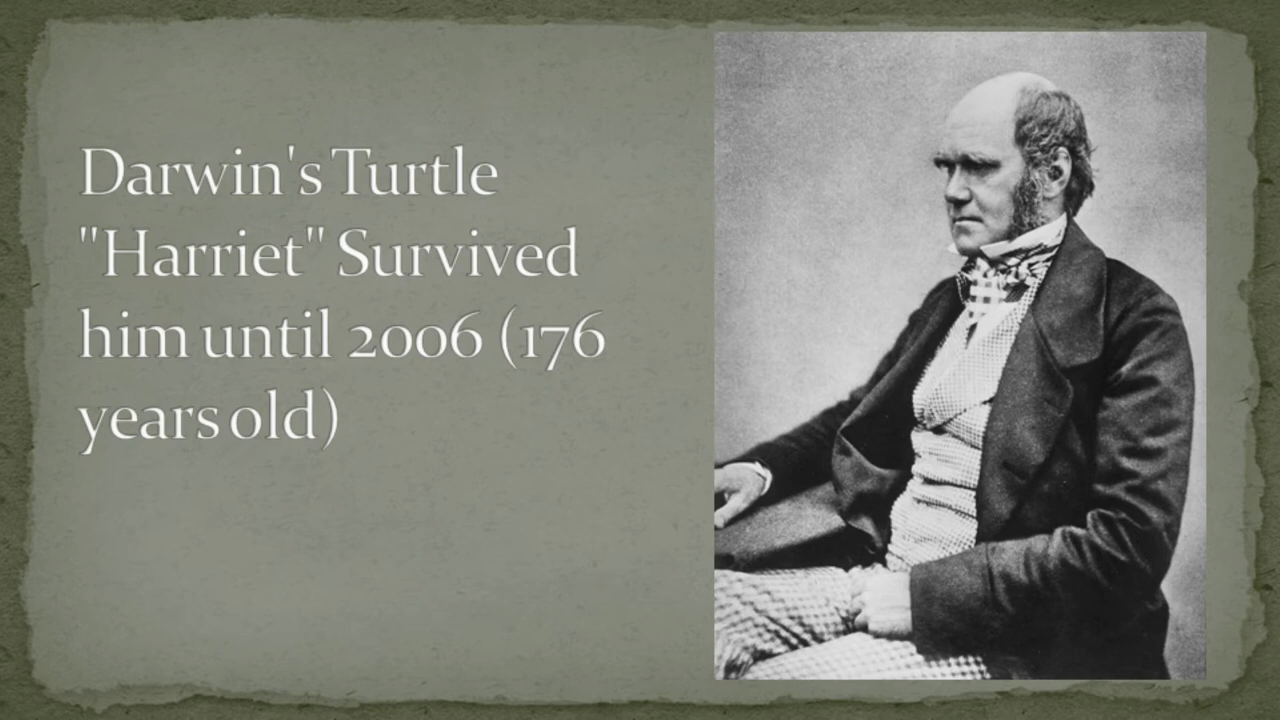 Darwin's Turtle
"Harriet" Survived
him until 2006 (176
years old)